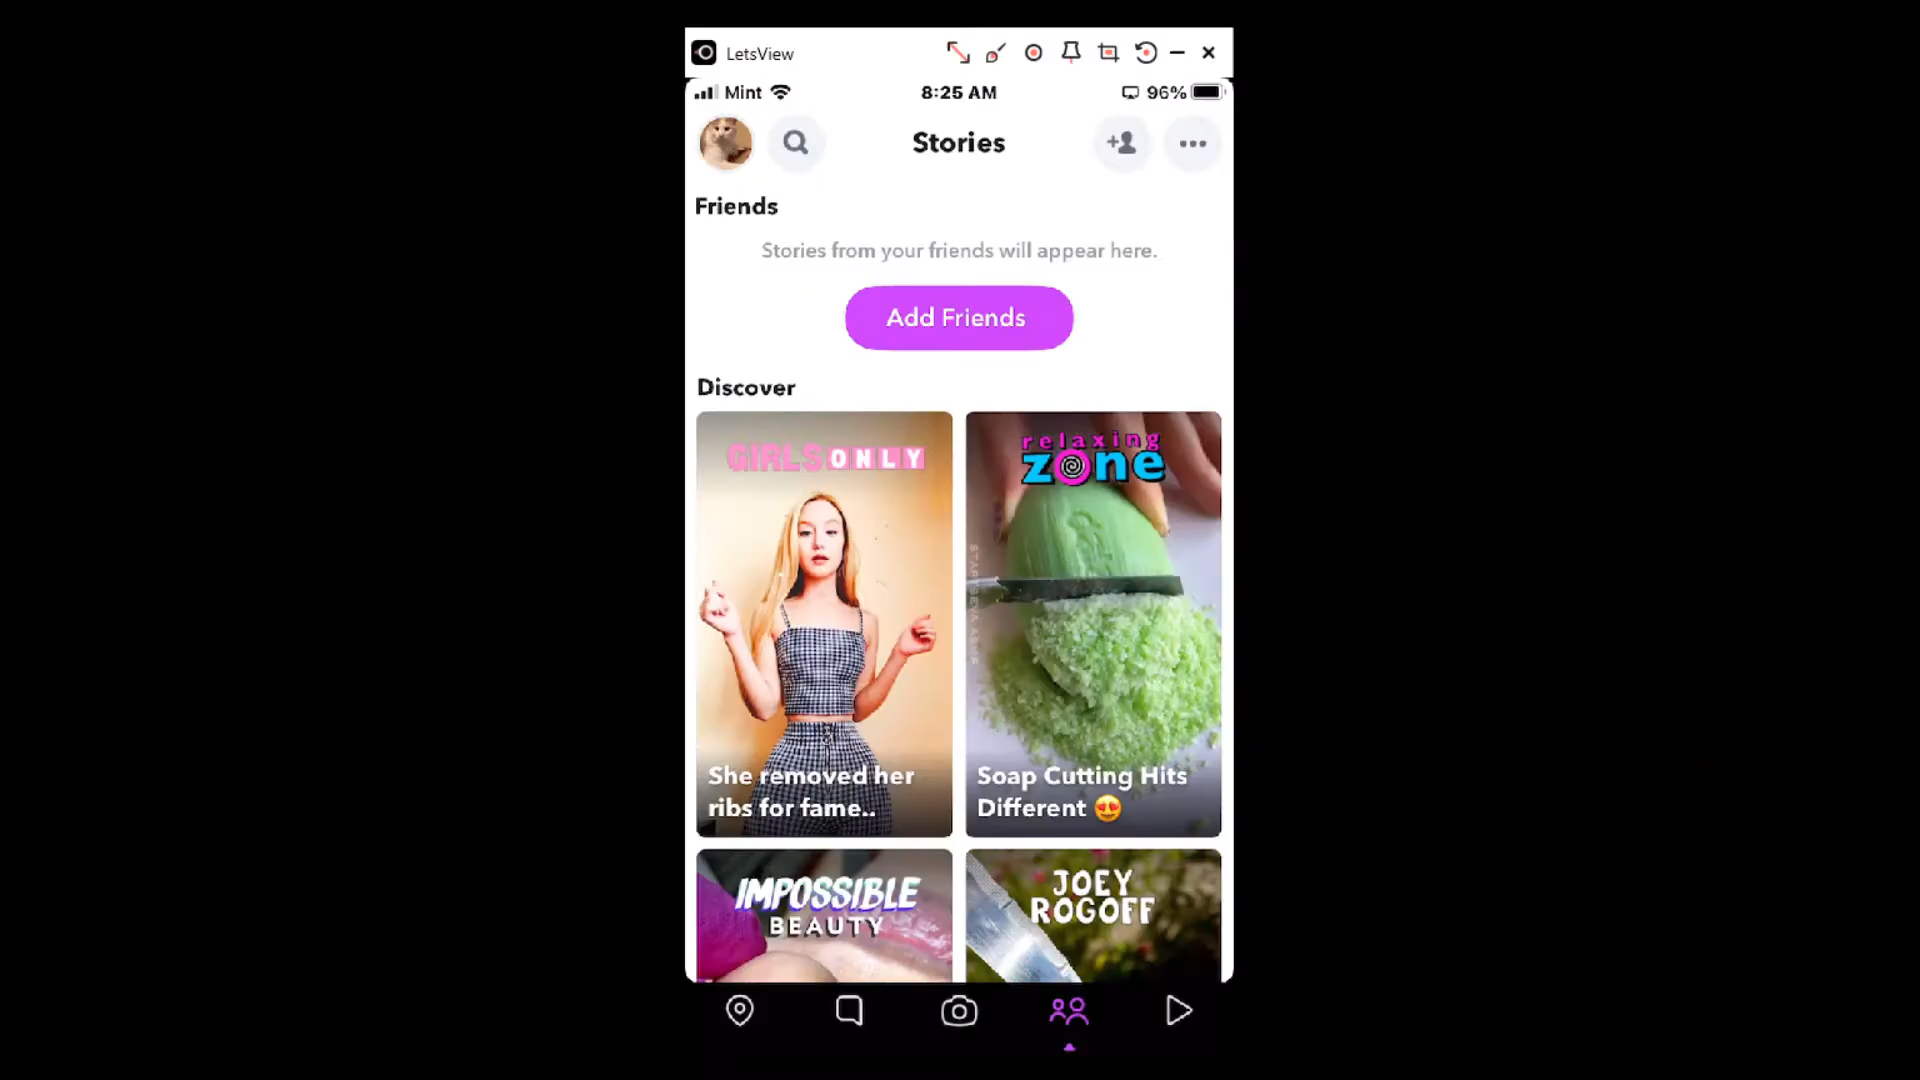 LetsView
Mint
8:25 AM
96%
Stories
Friends
Stories from your friends will appear here.
Add Friends
Discover
GIRLS ONLY
She removed her
ribs for fame..
relaxing
zone
Soap Cutting Hits
Different 😍
IMPOSSIBLE
BEAUTY
JOEY
ROGOFF